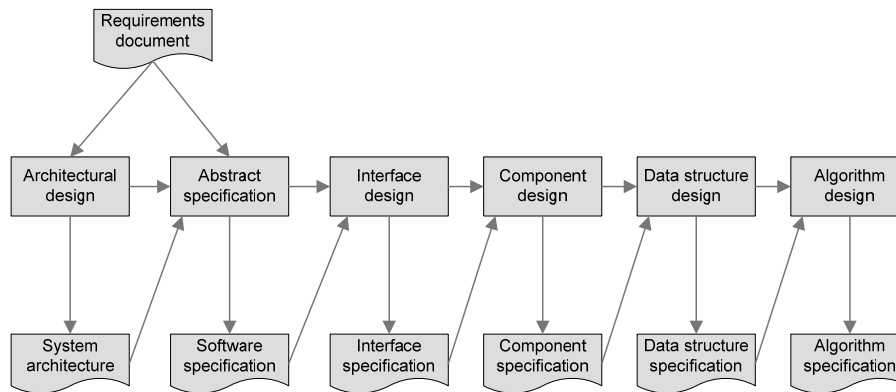 Requirements
document
Architectural
design
Abstract
specification
Interface
design
Component
design
Data structure
design
Algorithm
design
System
architecture
Software
specification
Interface
specification
Component
specification
Data structure
specification
Algorithm
specification